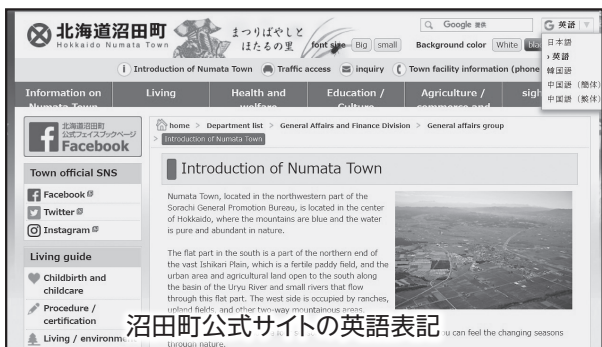 北海道沼田町
Hokkaido Numata Town
まつりばやしと
ほたるの里
Google 提供
G 英語
font size Big small
Background color White
日本語
› 英語
韓国語
中国語 (簡体)
中国語 (繁体)
Introduction of Numata Town Traffic access inquiry Town facility information (phone
Information on
Numata Town
Living
Health and
welfare
Education /
Culture
Agriculture /
commerce and
北海道沼田町
公式フェイスブックページ
Facebook
home > Department list > General Affairs and Finance Division > General affairs group
> Introduction of Numata Town
Introduction of Numata Town
Town official SNS
Facebook
Twitter
Instagram
Living guide
Childbirth and
childcare
Procedure /
certification
Living / environment
Numata Town, located in the northwestern part of the
Sorachi General Promotion Bureau, is located in the center
of Hokkaido, where the mountains are blue and the water
is pure and abundant in nature.
The flat part in the south is a part of the northern end of
the vast Ishikari Plain, which is a fertile paddy field, and the
urban area and agricultural land open to the south along
the basin of the Uryu River and small rivers that flow
through this flat part. The west side is occupied by ranches,
upland fields, and other two-way mountainous areas.
you can feel the changing seasons
through nature.
沼田町公式サイトの英語表記